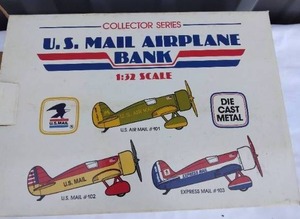 COLLECTOR SERIES
U.S. MAIL AIRPLANE
BANK
1:32 SCALE
U.S. MAIL
DIE
CAST
METAL
U.S. AIR MAIL #101
U.S. MAIL
EXPRESS MAIL
U.S. MAIL #102
EXPRESS MAIL #103